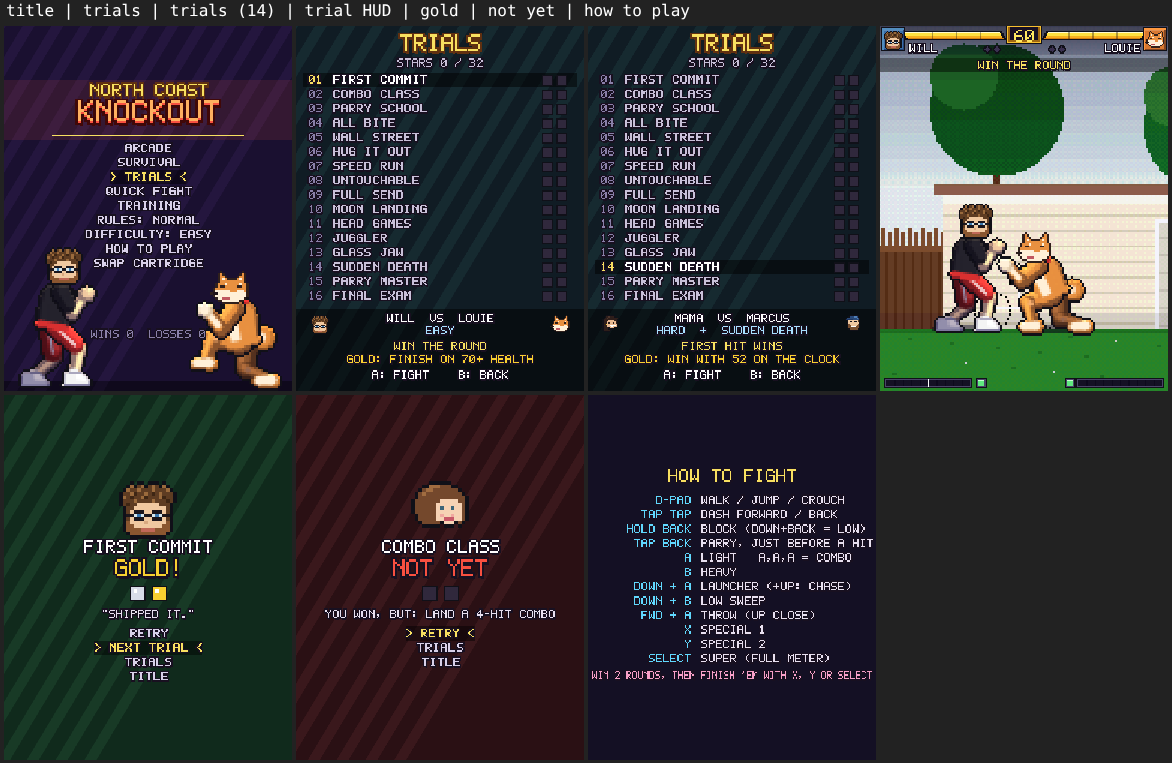 title | trials | trials (14) | trial HUD | gold | not yet | how to play
NORTH COAST
KNOCKOUT
ARCADE
SURVIVAL
> TRIALS <
QUICK FIGHT
TRAINING
RULES: NORMAL
DIFFICULTY: EASY
HOW TO PLAY
SWAP CARTRIDGE
WINS 0 LOSSES 0
TRIALS
STARS 0 / 32
01 FIRST COMMIT
02 COMBO CLASS
03 PARRY SCHOOL
04 ALL BITE
05 WALL STREET
06 HUG IT OUT
07 SPEED RUN
08 UNTOUCHABLE
09 FULL SEND
10 MOON LANDING
11 HEAD GAMES
12 JUGGLER
13 GLASS JAW
14 SUDDEN DEATH
15 PARRY MASTER
16 FINAL EXAM
WILL VS LOUIE
EASY
WIN THE ROUND
GOLD: FINISH ON 70+ HEALTH
A: FIGHT B: BACK
TRIALS
STARS 0 / 32
01 FIRST COMMIT
02 COMBO CLASS
03 PARRY SCHOOL
04 ALL BITE
05 WALL STREET
06 HUG IT OUT
07 SPEED RUN
08 UNTOUCHABLE
09 FULL SEND
10 MOON LANDING
11 HEAD GAMES
12 JUGGLER
13 GLASS JAW
14 SUDDEN DEATH
15 PARRY MASTER
16 FINAL EXAM
MAMA VS MARCUS
HARD + SUDDEN DEATH
FIRST HIT WINS
GOLD: WIN WITH 52 ON THE CLOCK
A: FIGHT B: BACK
60
WILL LOUIE
WIN THE ROUND
FIRST COMMIT
GOLD!
"SHIPPED IT."
RETRY
> NEXT TRIAL <
TRIALS
TITLE
COMBO CLASS
NOT YET
YOU WON, BUT: LAND A 4-HIT COMBO
> RETRY <
TRIALS
TITLE
HOW TO FIGHT
D-PAD WALK / JUMP / CROUCH
TAP TAP DASH FORWARD / BACK
HOLD BACK BLOCK (DOWN+BACK = LOW)
TAP BACK PARRY, JUST BEFORE A HIT
A LIGHT A,A,A = COMBO
B HEAVY
DOWN + A LAUNCHER (+UP: CHASE)
DOWN + B LOW SWEEP
FWD + A THROW (UP CLOSE)
X SPECIAL 1
Y SPECIAL 2
SELECT SUPER (FULL METER)
WIN 2 ROUNDS, THEN FINISH 'EM WITH X, Y OR SELECT